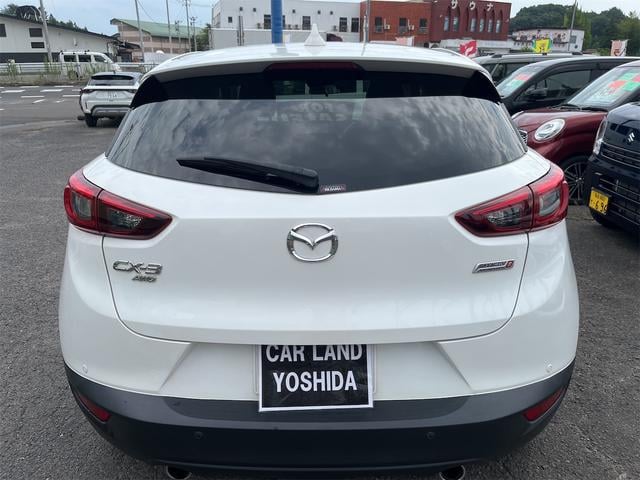 CX-3
AWD
SKYACTIV D
CAR LAND
YOSHIDA